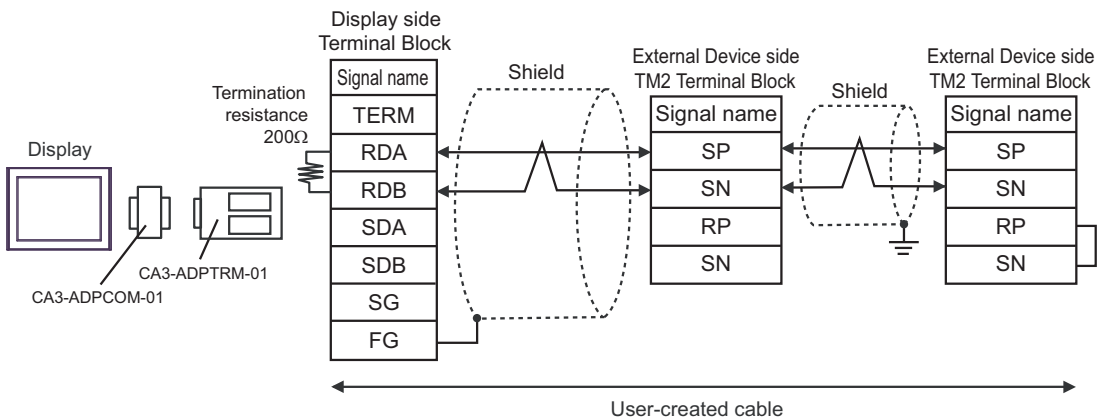 Display side
Terminal Block
Signal name
TERM
RDA
RDB
SDA
SDB
SG
FG
Termination
resistance
200Ω
Display
CA3-ADPCOM-01
CA3-ADPTRM-01
Shield
External Device side
TM2 Terminal Block
Signal name
SP
SN
RP
SN
Shield
External Device side
TM2 Terminal Block
Signal name
SP
SN
RP
SN
User-created cable